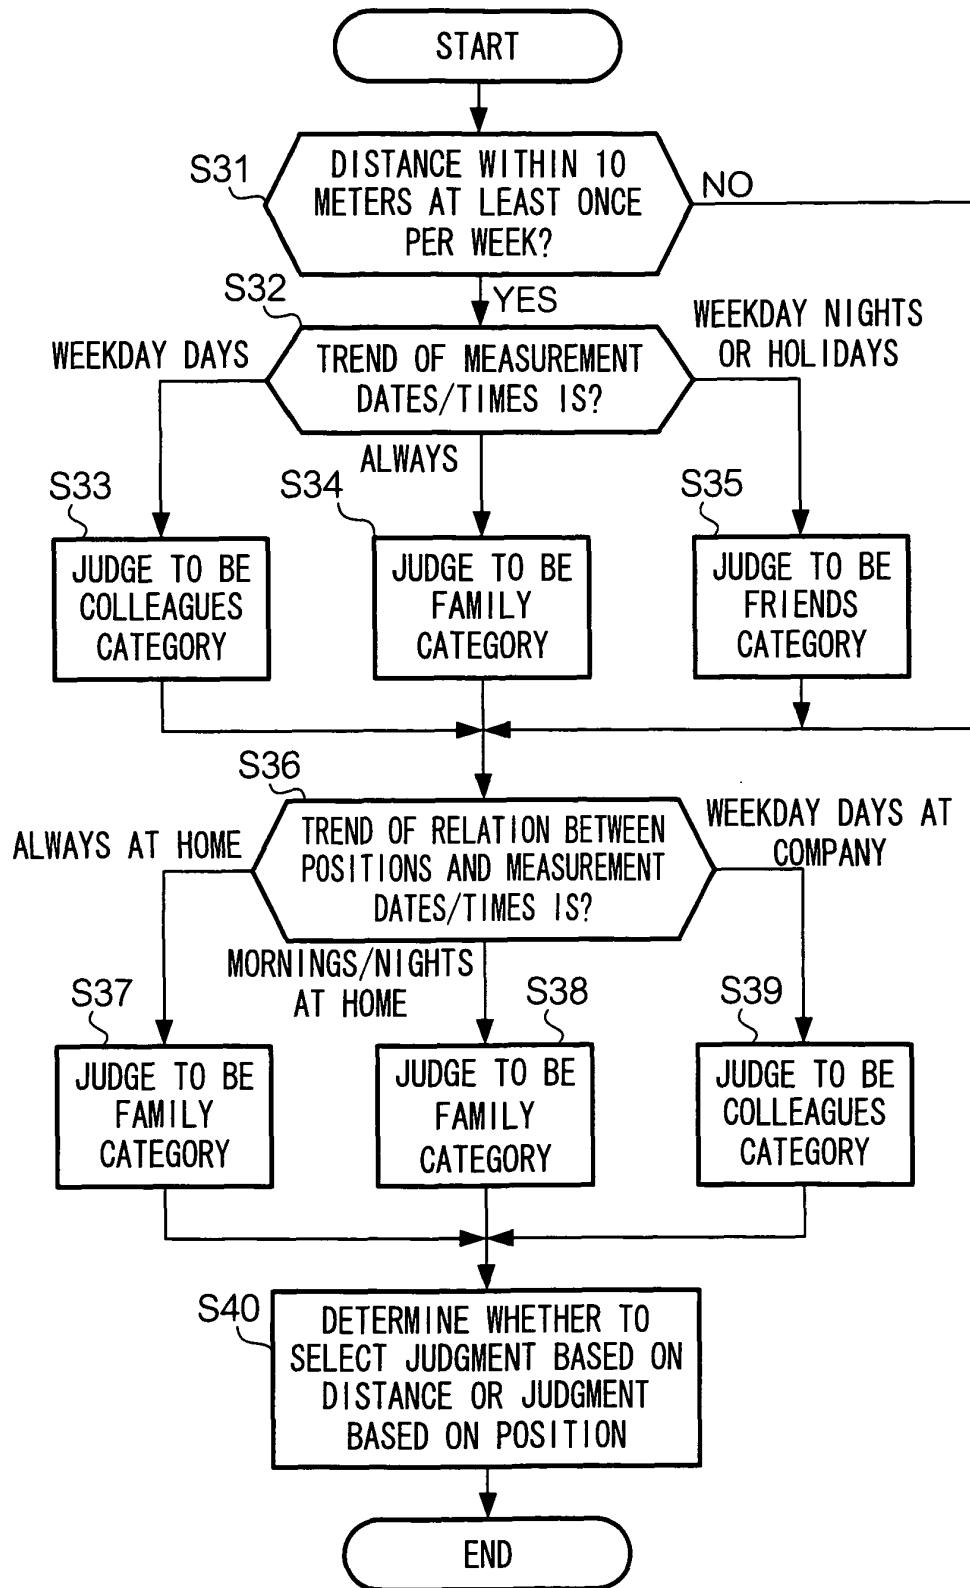 START
S31
DISTANCE WITHIN 10
METERS AT LEAST ONCE
PER WEEK?
NO
YES
S32
TREND OF MEASUREMENT
DATES/TIMES IS?
WEEKDAY DAYS
ALWAYS
WEEKDAY NIGHTS
OR HOLIDAYS
S33
JUDGE TO BE
COLLEAGUES
CATEGORY
S34
JUDGE TO BE
FAMILY
CATEGORY
S35
JUDGE TO BE
FRIENDS
CATEGORY
S36
TREND OF RELATION BETWEEN
POSITIONS AND MEASUREMENT
DATES/TIMES IS?
ALWAYS AT HOME
MORNINGS/NIGHTS
AT HOME
WEEKDAY DAYS AT
COMPANY
S37
JUDGE TO BE
FAMILY
CATEGORY
S38
JUDGE TO BE
FAMILY
CATEGORY
S39
JUDGE TO BE
COLLEAGUES
CATEGORY
S40
DETERMINE WHETHER TO
SELECT JUDGMENT BASED ON
DISTANCE OR JUDGMENT
BASED ON POSITION
END